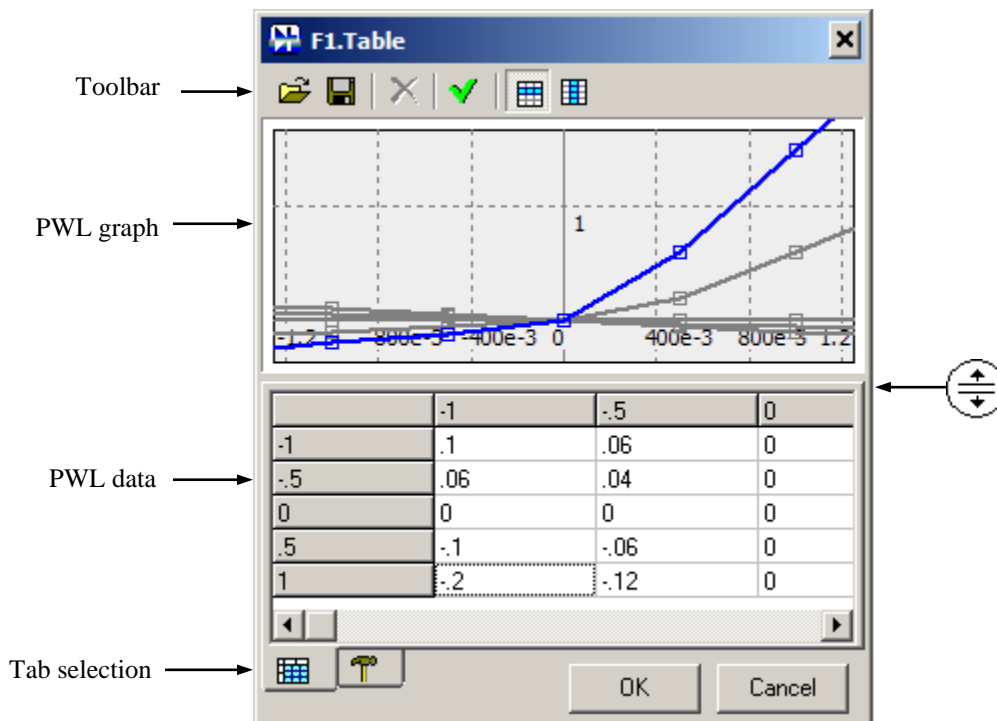 F1.Table
Toolbar
PWL graph
1
-1.2 -800e-3 -400e-3 0 400e-3 800e-3 1.2
-1 -.5 0
-1 .1 .06 0
-.5 .06 .04 0
0 0 0 0
.5 -.1 -.06 0
1 -.2 -.12 0
PWL data
Tab selection
OK Cancel